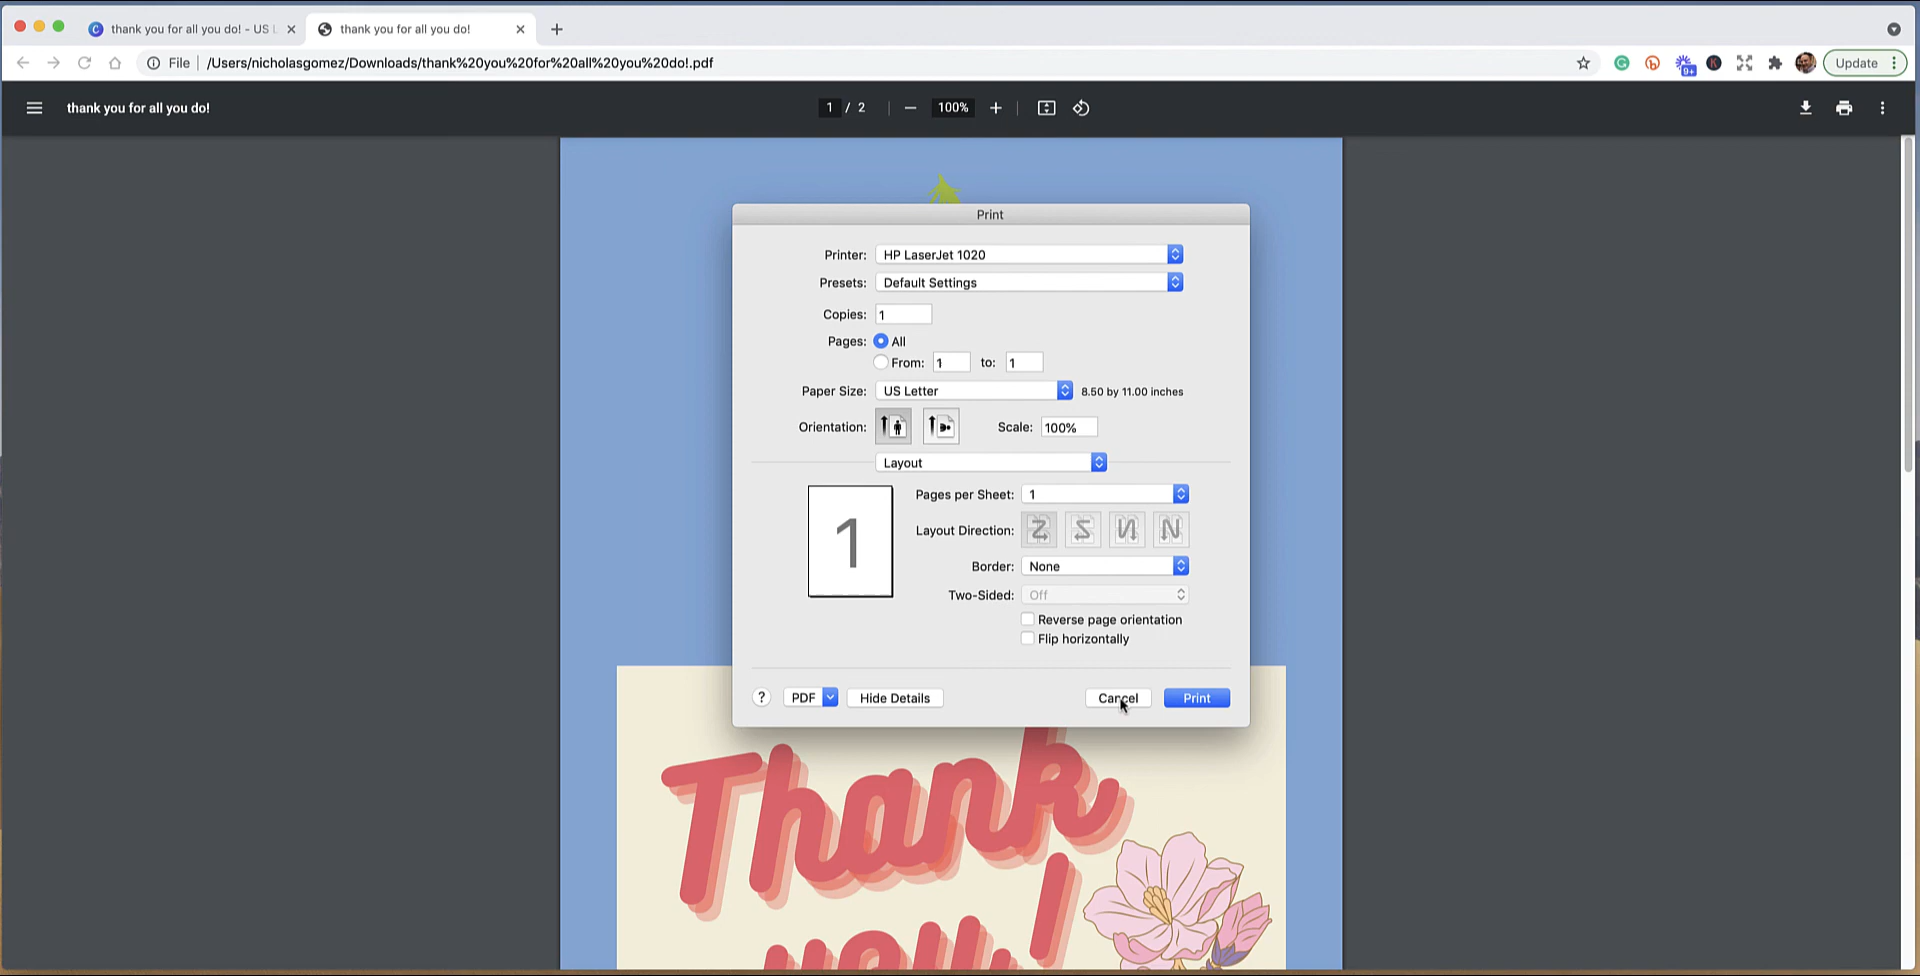 thank you for all you do! - US L
thank you for all you do!
File
/Users/nicholasgomez/Downloads/thank%20you%20for%20all%20you%20do!.pdf
9+
K
Update
thank you for all you do!
1 / 2
100%
Print
Printer: HP LaserJet 1020
Presets: Default Settings
Copies: 1
Pages: All
From: 1 to: 1
Paper Size: US Letter 8.50 by 11.00 inches
Orientation: Scale: 100%
Layout
Pages per Sheet: 1
1
Layout Direction:
Border: None
Two-Sided: Off
Reverse page orientation
Flip horizontally
? PDF Hide Details Cancel Print
Thank
you,